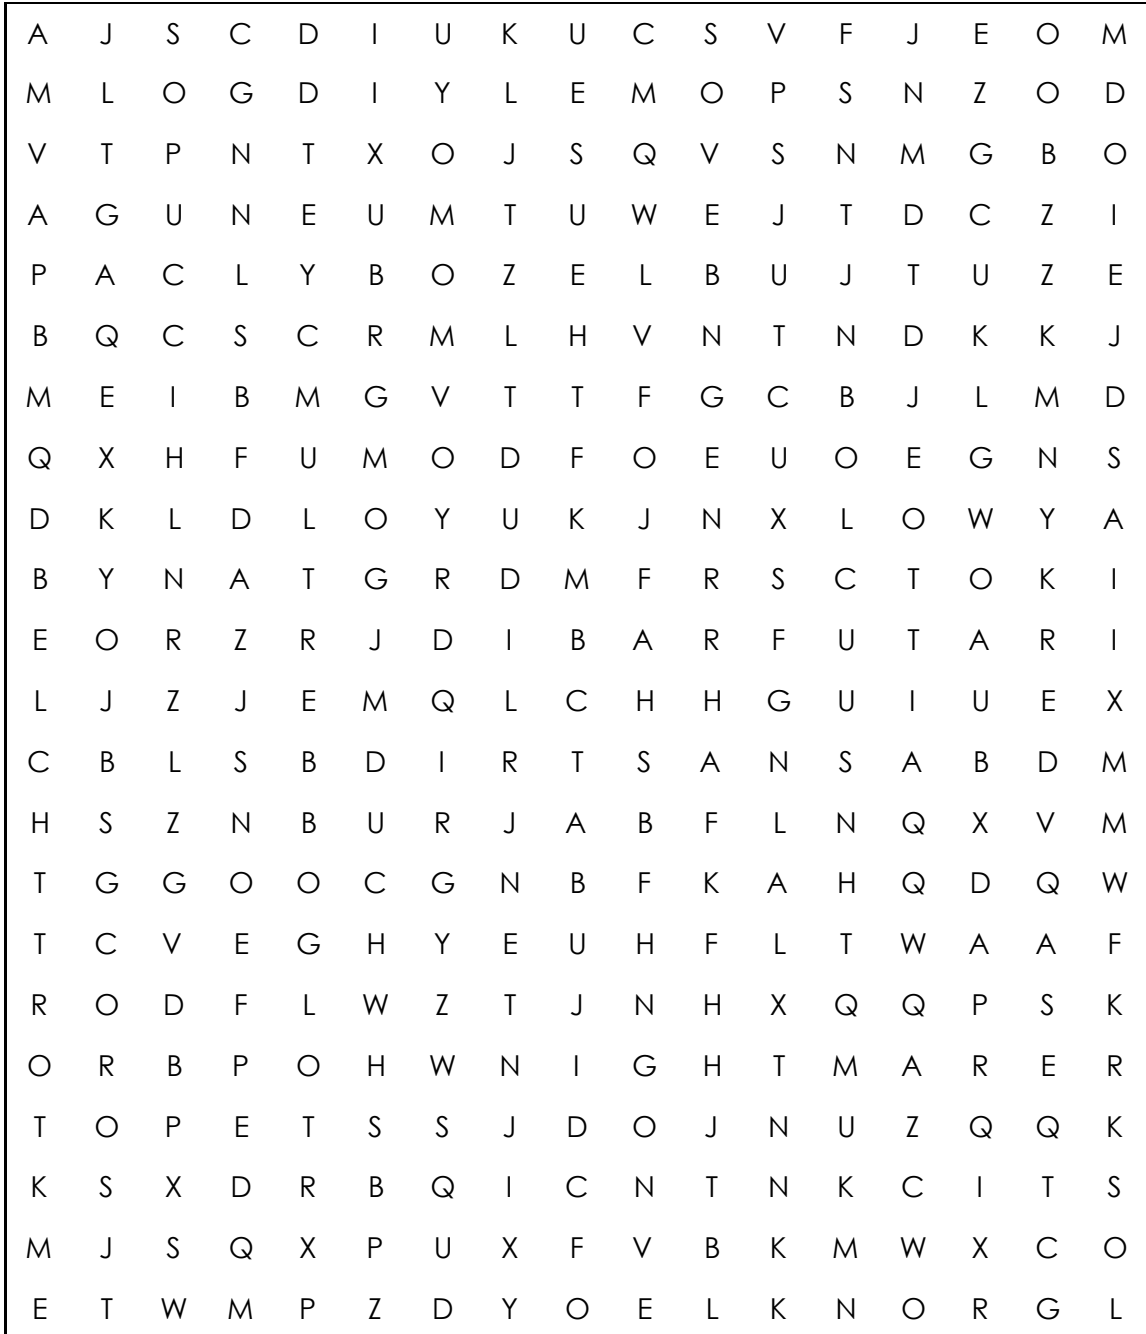 A J S C D I U K U C S V F J E O M
M L O G D I Y L E M O P S N Z O D
V T P N T X O J S Q V S N M G B O
A G U N E U M T U W E J T D C Z I
P A C L Y B O Z E L B U J T U Z E
B Q C S C R M L H V N T N D K K J
M E I B M G V T T F G C B J L M D
Q X H F U M O D F O E U O E G N S
D K L D L O Y U K J N X L O W Y A
B Y N A T G R D M F R S C T O K I
E O R Z R J D I B A R F U T A R I
L J Z J E M Q L C H H G U I U E X
C B L S B D I R T S A N S A B D M
H S Z N B U R J A B F L N Q X V M
T G G O O C G N B F K A H Q D Q W
T C V E G H Y E U H F L T W A A F
R O D F L W Z T J N H X Q Q P S K
O R B P O H W N I G H T M A R E R
T O P E T S S J D O J N U Z Q Q K
K S X D R B Q I C N T N K C I T S
M J S Q X P U X F V B K M W X C O
E T W M P Z D Y O E L K N O R G L